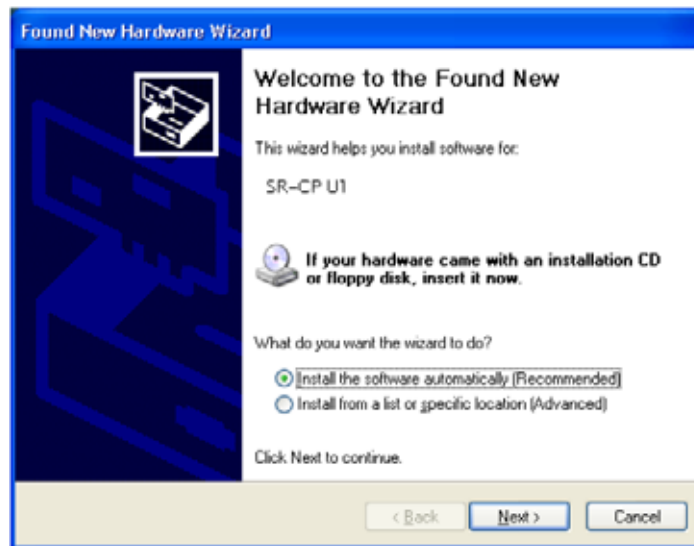 Found New Hardware Wizard
Welcome to the Found New
Hardware Wizard
This wizard helps you install software for:
SR-CP U1
If your hardware came with an installation CD
or floppy disk, insert it now.
What do you want the wizard to do?
Install the software automatically (Recommended)
Install from a list or specific location (Advanced)
Click Next to continue.
< Back Next > Cancel